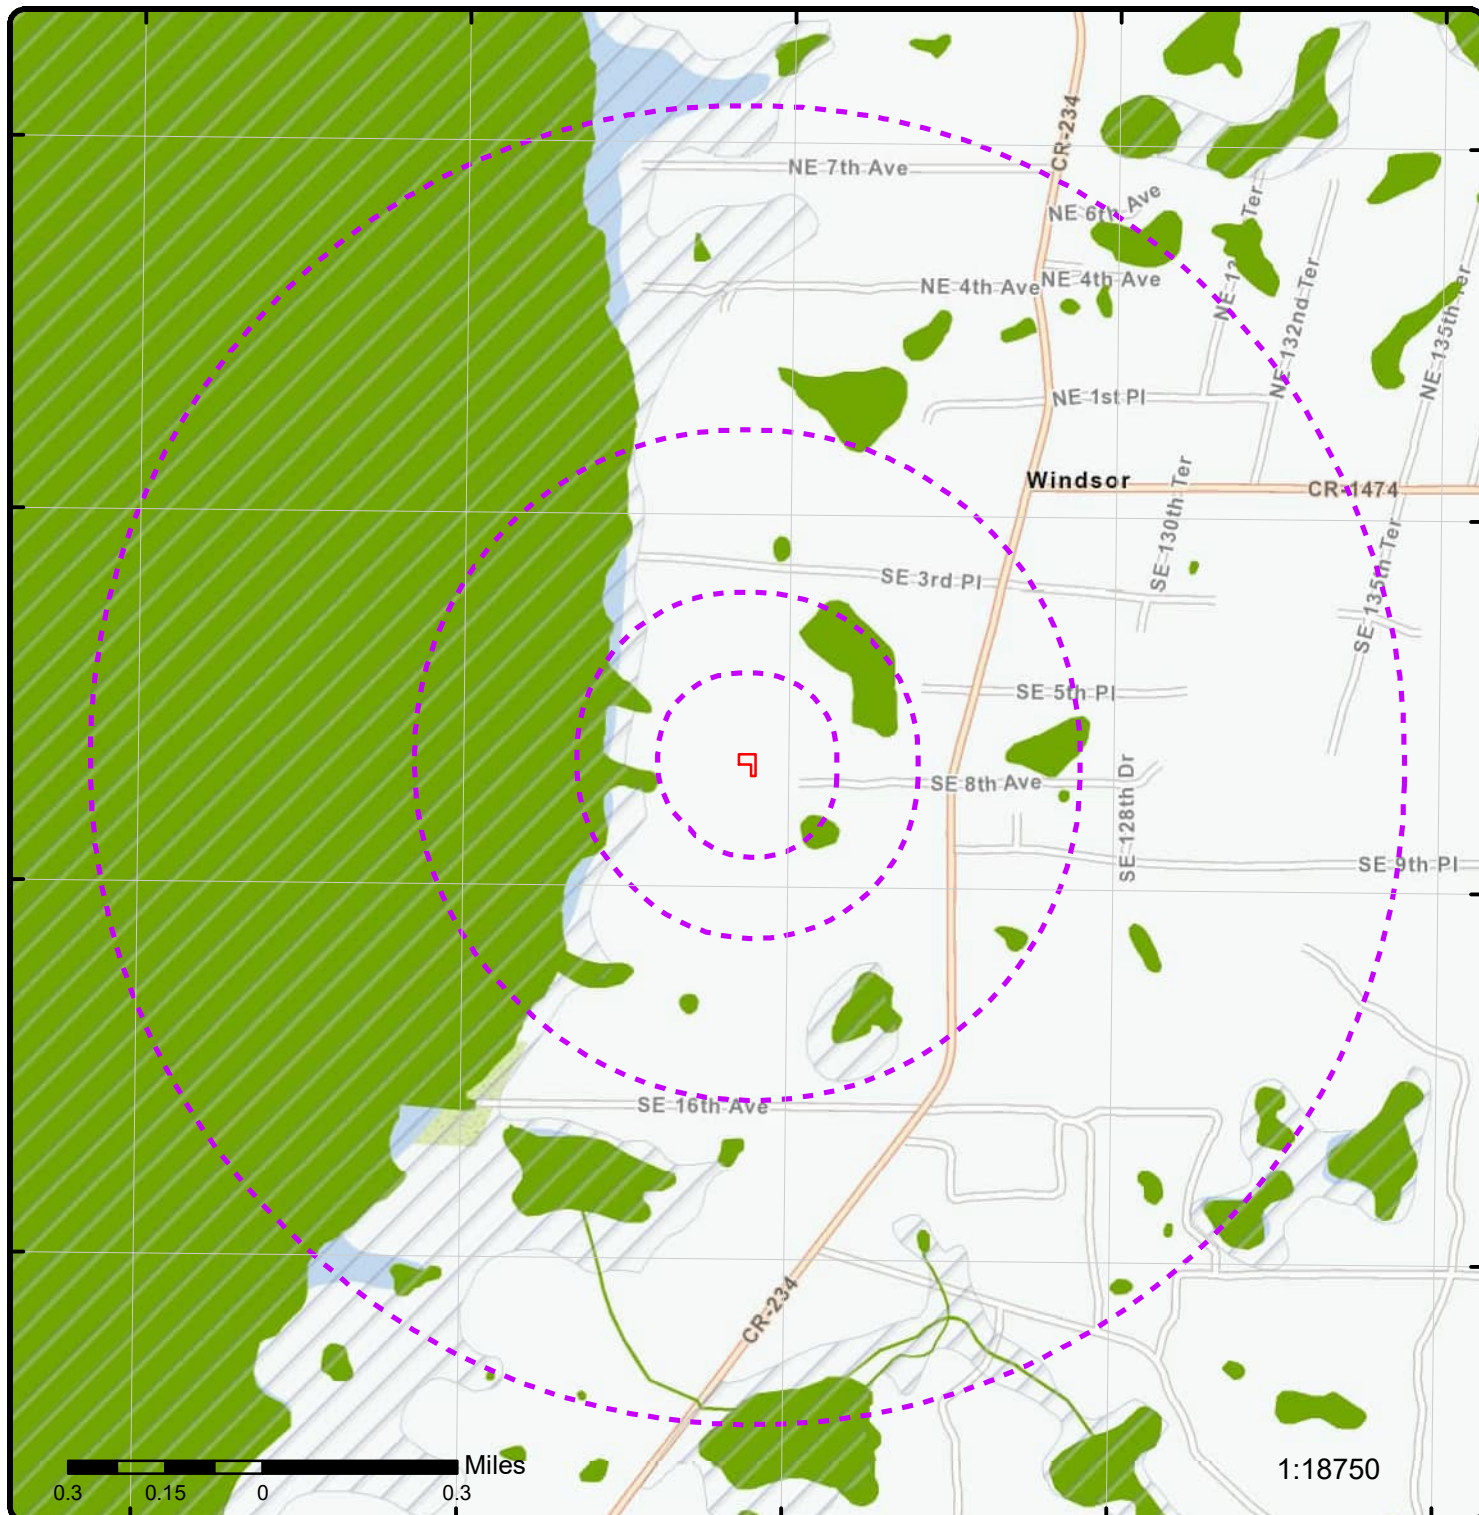 CR-234
NE 7th Ave
NE 6th Ave
NE 13 Ter
NE 4th Ave
NE 4th Ave
NE 132nd Ter
NE 135th Ter
NE 1st Pl
Windsor
CR-1474
SE 130th Ter
SE 3rd Pl
SE 135th Ter
SE 5th Pl
SE 8th Ave
SE 128th Dr
SE 9th Pl
SE 16th Ave
CR-234
Miles
0.3 0.15 0 0.3
1:18750